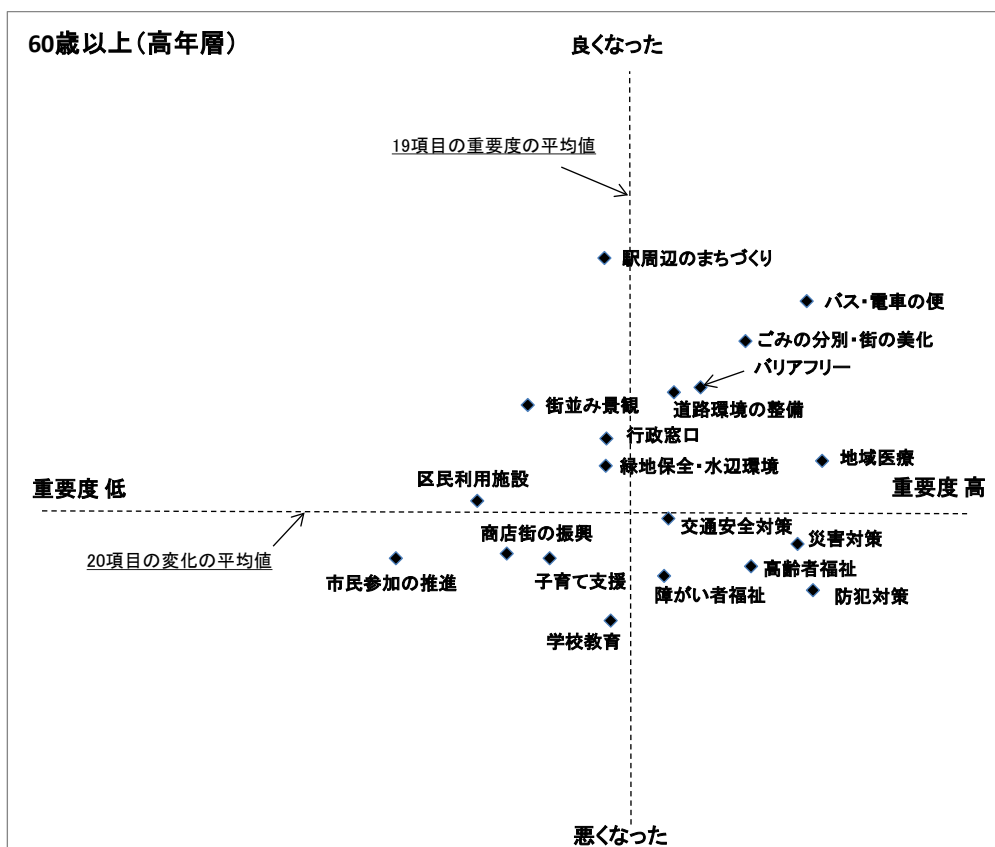 60歳以上（高年層）
良くなった
19項目の重要度の平均値
駅周辺のまちづくり
バス・電車の便
ごみの分別・街の美化
バリアフリー
街並み景観
道路環境の整備
行政窓口
緑地保全・水辺環境
地域医療
区民利用施設
重要度 低
重要度 高
交通安全対策
商店街の振興
災害対策
20項目の変化の平均値
市民参加の推進
子育て支援
高齢者福祉
障がい者福祉
防犯対策
学校教育
悪くなった